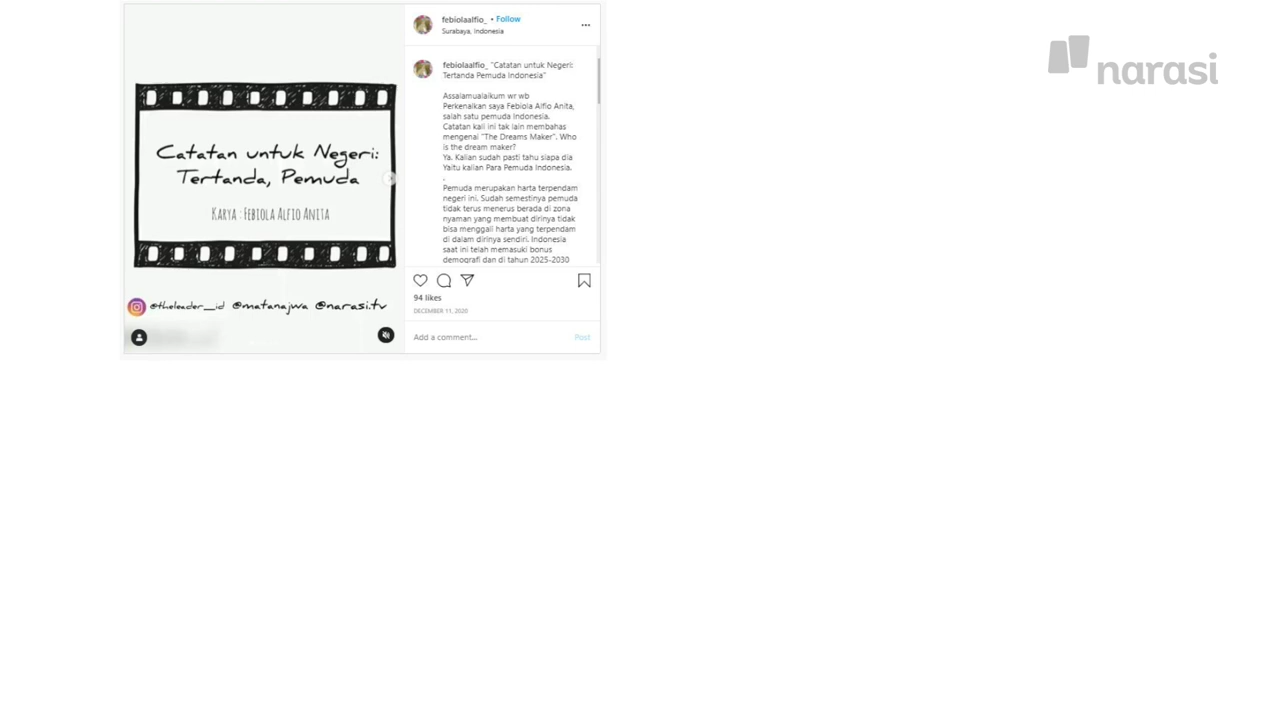 Catatan untuk Negeri:
Tertanda, Pemuda
KARYA : FEBIOLA ALFIO ANITA
@theleader__id @matanajwa @narasi.tv
febiolaalfio_ • Follow
Surabaya, Indonesia
febiolaalfio_ "Catatan untuk Negeri:
Tertanda Pemuda Indonesia"
Assalamualaikum wr wb
Perkenalkan saya Febiola Alfio Anita,
salah satu pemuda Indonesia.
Catatan kali ini tak lain membahas
mengenai "The Dreams Maker". Who
is the dream maker?
Ya. Kalian sudah pasti tahu siapa dia
Yaitu kalian Para Pemuda Indonesia.
.
Pemuda merupakan harta terpendam
negeri ini. Sudah semestinya pemuda
tidak terus menerus berada di zona
nyaman yang membuat dirinya tidak
bisa menggali harta yang terpendam
di dalam dirinya sendiri. Indonesia
saat ini telah memasuki bonus
demografi dan di tahun 2025-2030
94 likes
DECEMBER 11, 2020
Add a comment... Post
narasi